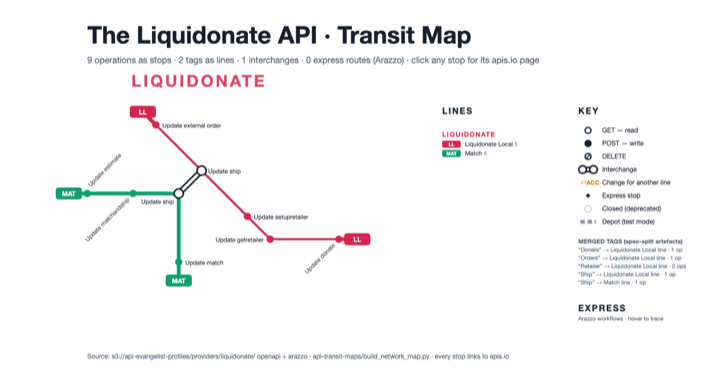 The Liquidonate API · Transit Map
9 operations as stops · 2 tags as lines · 1 interchanges · 0 express routes (Arazzo) · click any stop for its apis.io page
LIQUIDONATE
LL
Update external order
Update estimate
Update ship
MAT
Update ship
Update matchandship
Update setupretailer
Update getretailer
LL
Update donate
Update match
MAT
LINES
LIQUIDONATE
LL Liquidonate Local 5
MAT Match 4
KEY
GET — read
POST — write
DELETE
Interchange
Change for another line
Express stop
Closed (deprecated)
Depot (test mode)
MERGED TAGS (spec-split artefacts)
"Donate" → Liquidonate Local line · 1 op
"Orders" → Liquidonate Local line · 1 op
"Retailer" → Liquidonate Local line · 2 ops
"Ship" → Liquidonate Local line · 1 op
"Ship" → Match line · 1 op
EXPRESS
Arazzo workflows · hover to trace
Source: s3://api-evangelist-profiles/providers/liquidonate/ openapi + arazzo · api-transit-maps/build_network_map.py · every stop links to apis.io